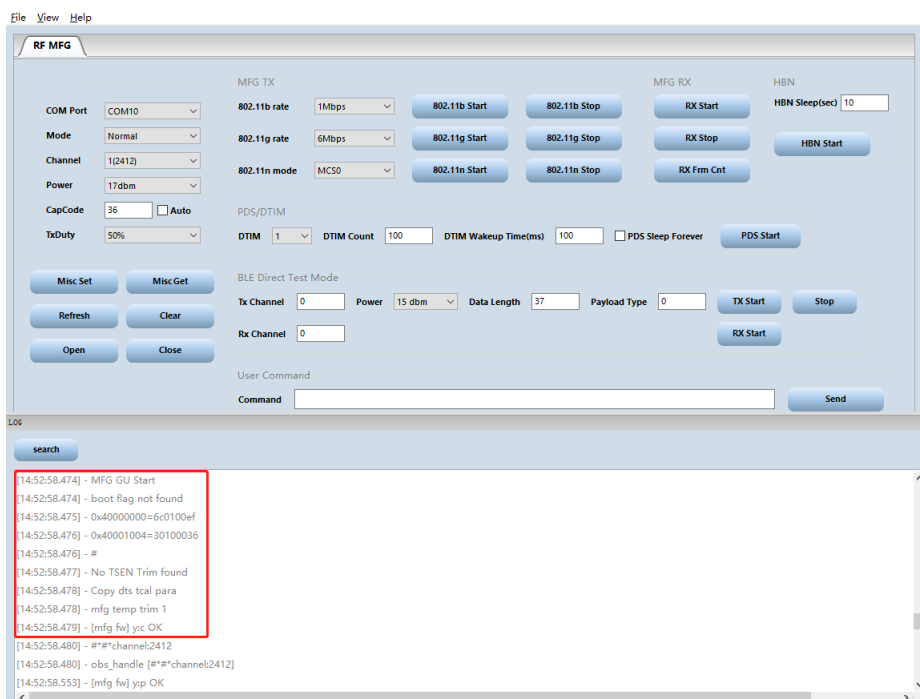 File View Help
RF MFG
MFG TX MFG RX HBN
COM Port COM10 802.11b rate 1Mbps 802.11b Start 802.11b Stop RX Start HBN Sleep(sec) 10
Mode Normal 802.11g rate 6Mbps 802.11g Start 802.11g Stop RX Stop HBN Start
Channel 1(2412) 802.11n mode MCS0 802.11n Start 802.11n Stop RX Frm Cnt
Power 17dbm
CapCode 36 Auto PDS/DTIM
TxDuty 50% DTIM 1 DTIM Count 100 DTIM Wakeup Time(ms) 100 PDS Sleep Forever PDS Start
Misc Set Misc Get BLE Direct Test Mode
Tx Channel 0 Power 15 dbm Data Length 37 Payload Type 0 TX Start Stop
Refresh Clear
Rx Channel 0 RX Start
Open Close
User Command
Command Send
LOG
search
[14:52:58.474] - MFG GU Start
[14:52:58.474] - boot flag not found
[14:52:58.475] - 0x40000000=6c0100ef
[14:52:58.476] - 0x40001004=30100036
[14:52:58.476] - #
[14:52:58.477] - No TSEN Trim found
[14:52:58.478] - Copy dts tcal para
[14:52:58.478] - mfg temp trim 1
[14:52:58.479] - [mfg fw] y:c OK
[14:52:58.480] - #*#*channel:2412
[14:52:58.480] - obs_handle [#*#*channel:2412]
[14:52:58.553] - [mfg fw] y:p OK